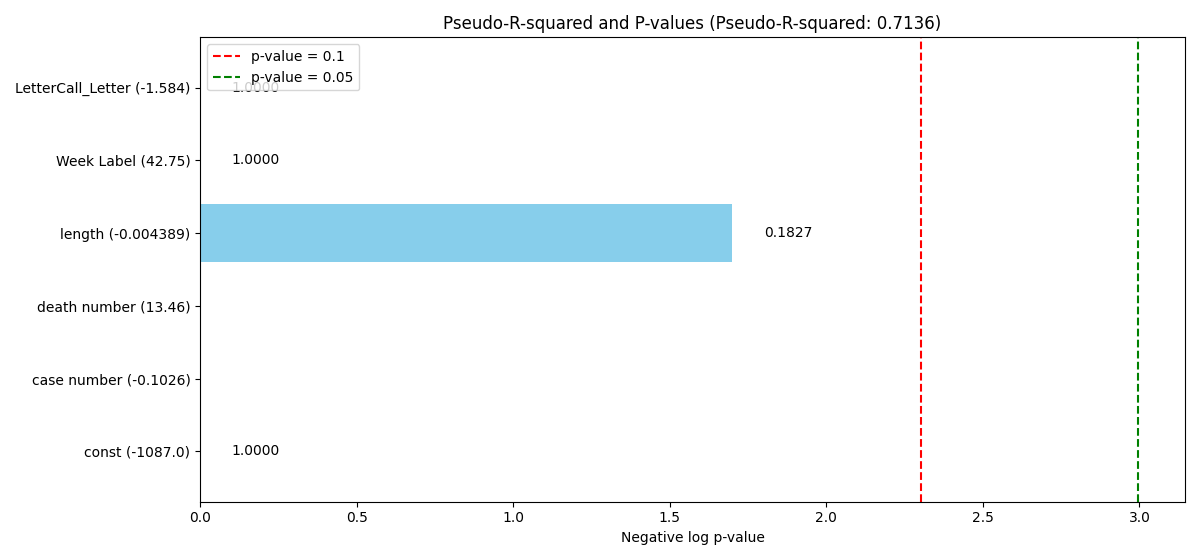 Pseudo-R-squared and P-values (Pseudo-R-squared: 0.7136)
p-value = 0.1
p-value = 0.05
LetterCall_Letter (-1.584)
1.0000
Week Label (42.75)
1.0000
length (-0.004389)
0.1827
death number (13.46)
case number (-0.1026)
const (-1087.0)
1.0000
0.0 0.5 1.0 1.5 2.0 2.5 3.0
Negative log p-value